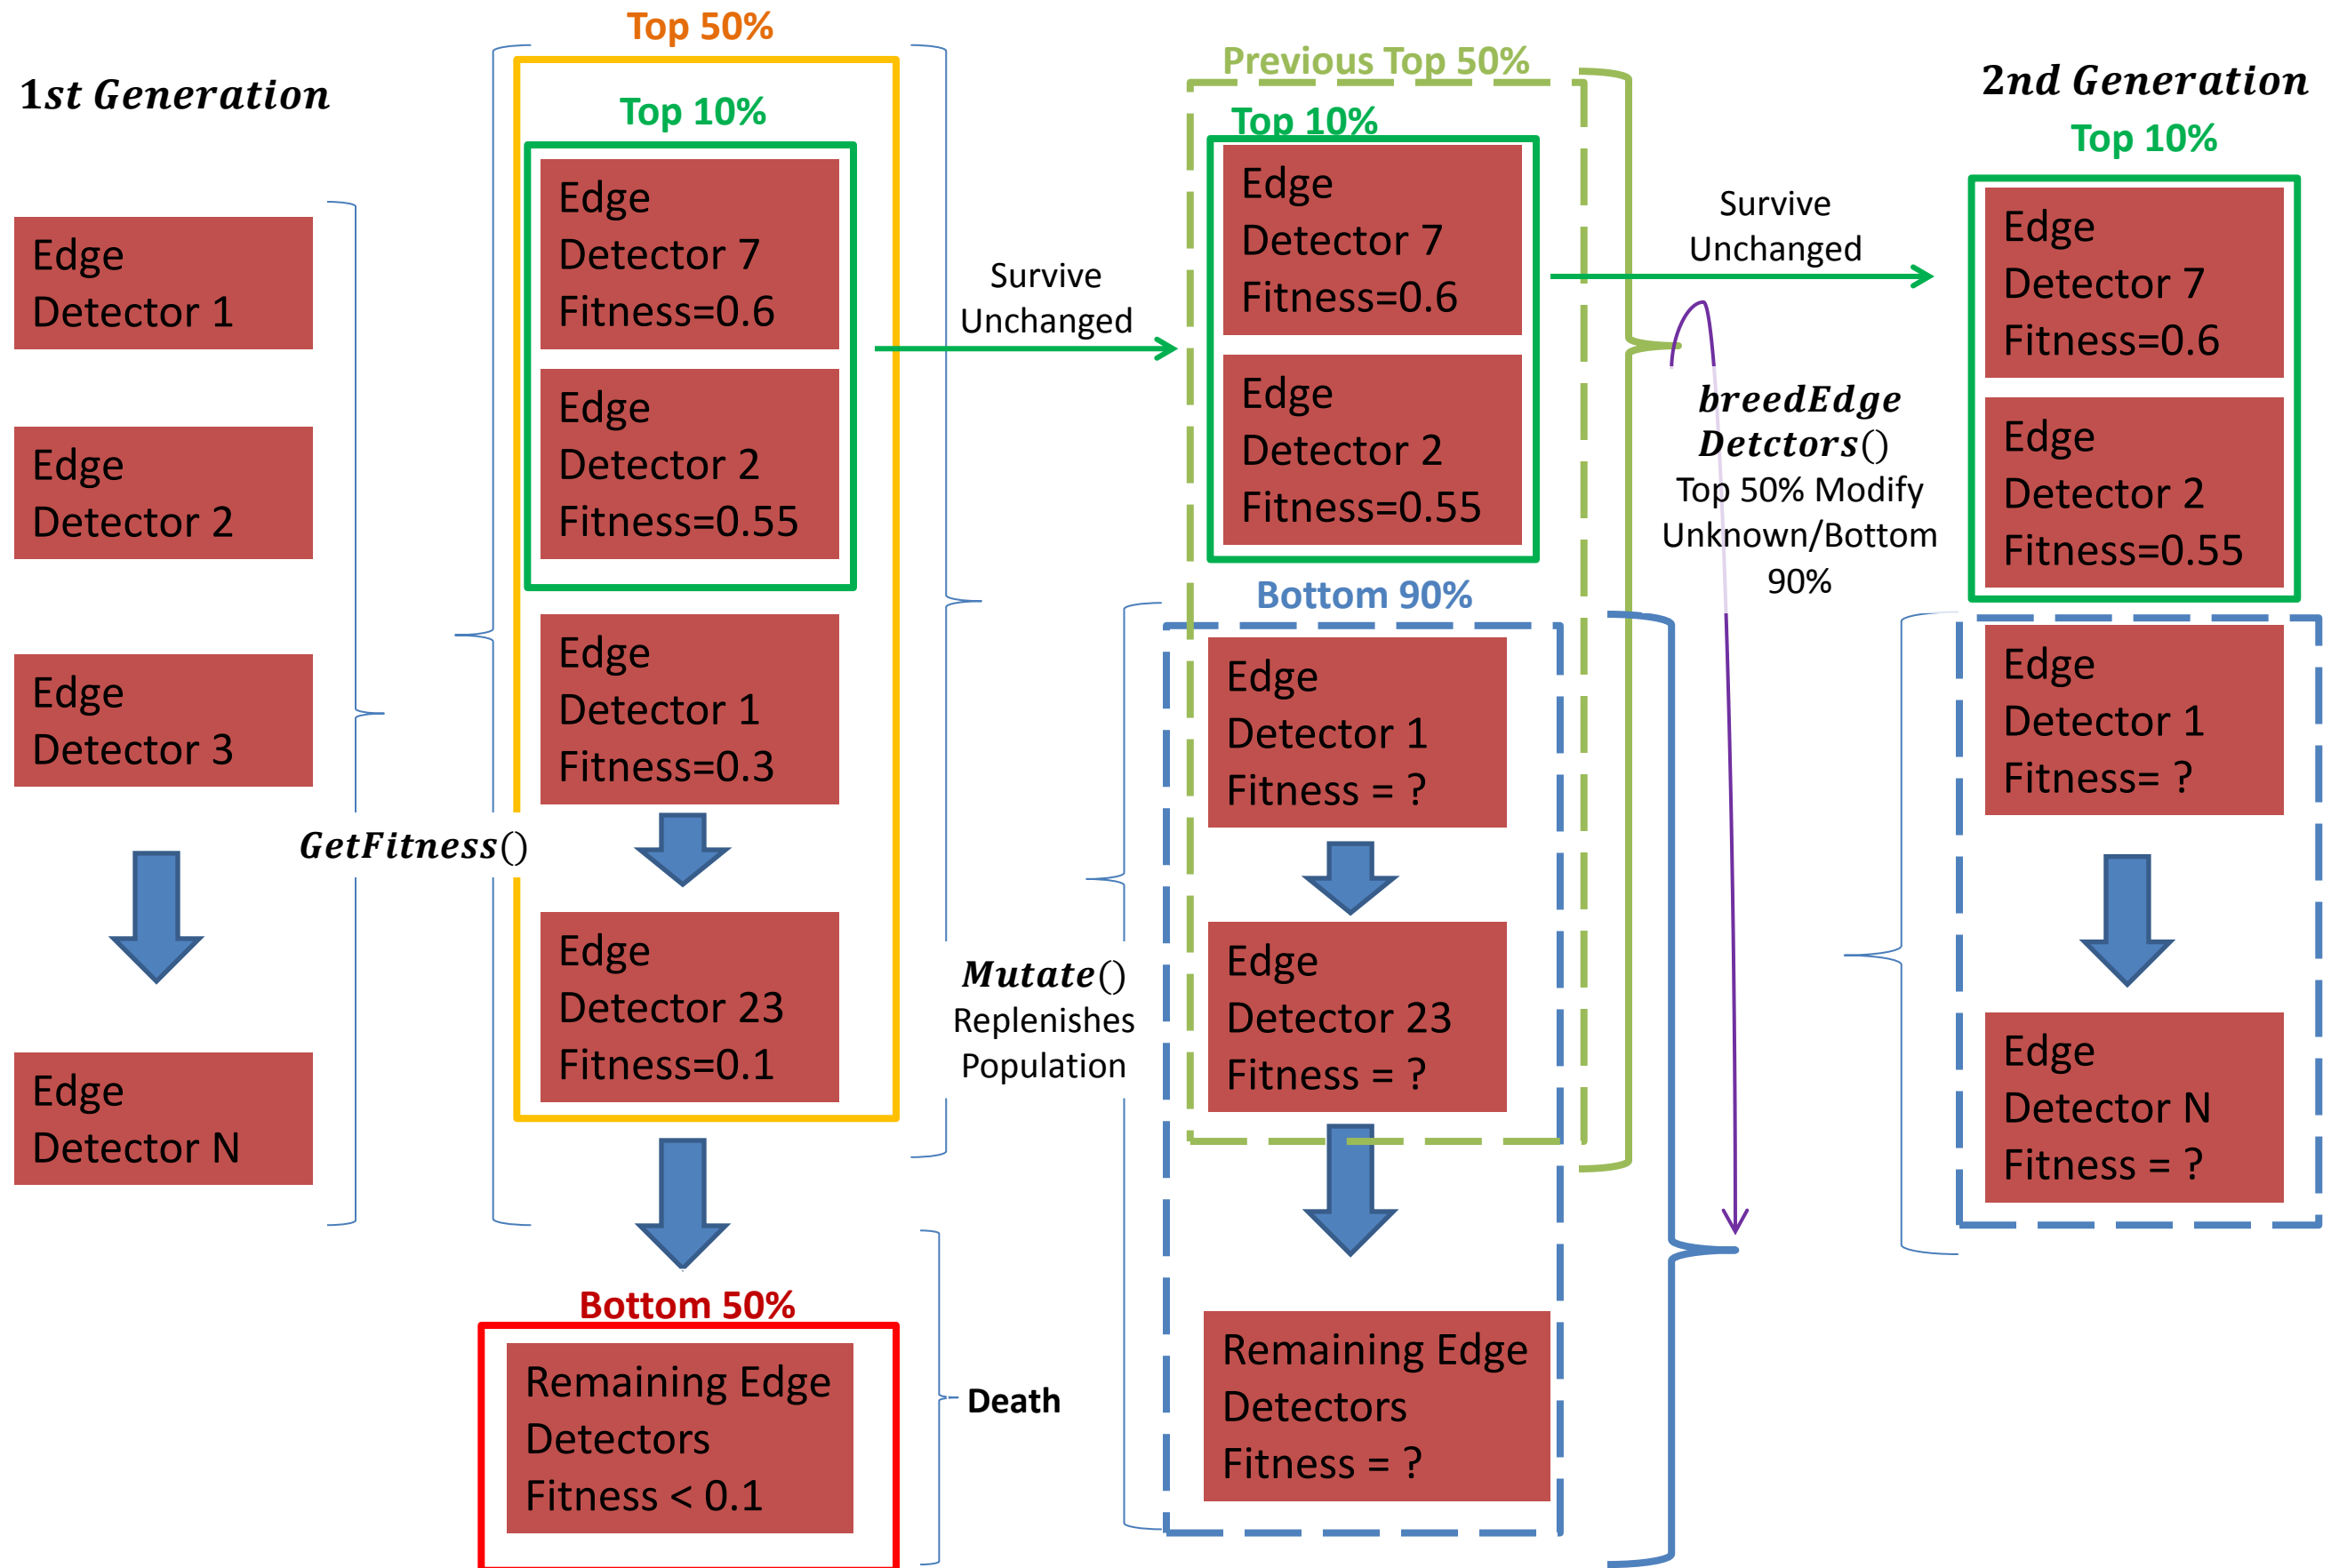 1st Generation
Edge
Detector 1
Edge
Detector 2
Edge
Detector 3
Edge
Detector N
GetFitness()
Top 50%
Top 10%
Edge
Detector 7
Fitness=0.6
Edge
Detector 2
Fitness=0.55
Edge
Detector 1
Fitness=0.3
Edge
Detector 23
Fitness=0.1
Bottom 50%
Remaining Edge
Detectors
Fitness < 0.1
Survive
Unchanged
Mutate()
Replenishes
Population
Death
Previous Top 50%
Top 10%
Edge
Detector 7
Fitness=0.6
Edge
Detector 2
Fitness=0.55
Bottom 90%
Edge
Detector 1
Fitness = ?
Edge
Detector 23
Fitness = ?
Remaining Edge
Detectors
Fitness = ?
Survive
Unchanged
breedEdge
Detctors()
Top 50% Modify
Unknown/Bottom
90%
2nd Generation
Top 10%
Edge
Detector 7
Fitness=0.6
Edge
Detector 2
Fitness=0.55
Edge
Detector 1
Fitness= ?
Edge
Detector N
Fitness = ?